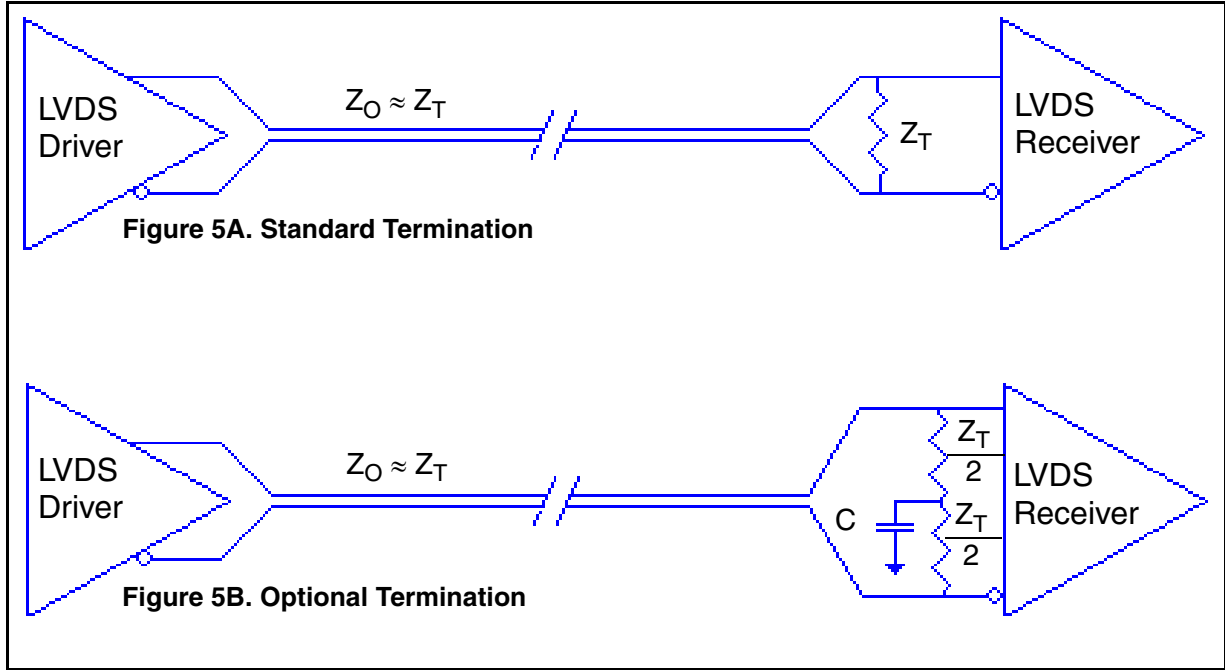 LVDS
Driver
Z_O ≈ Z_T
Z_T
LVDS
Receiver
Figure 5A. Standard Termination
LVDS
Driver
Z_O ≈ Z_T
C
Z_T
2
Z_T
2
LVDS
Receiver
Figure 5B. Optional Termination